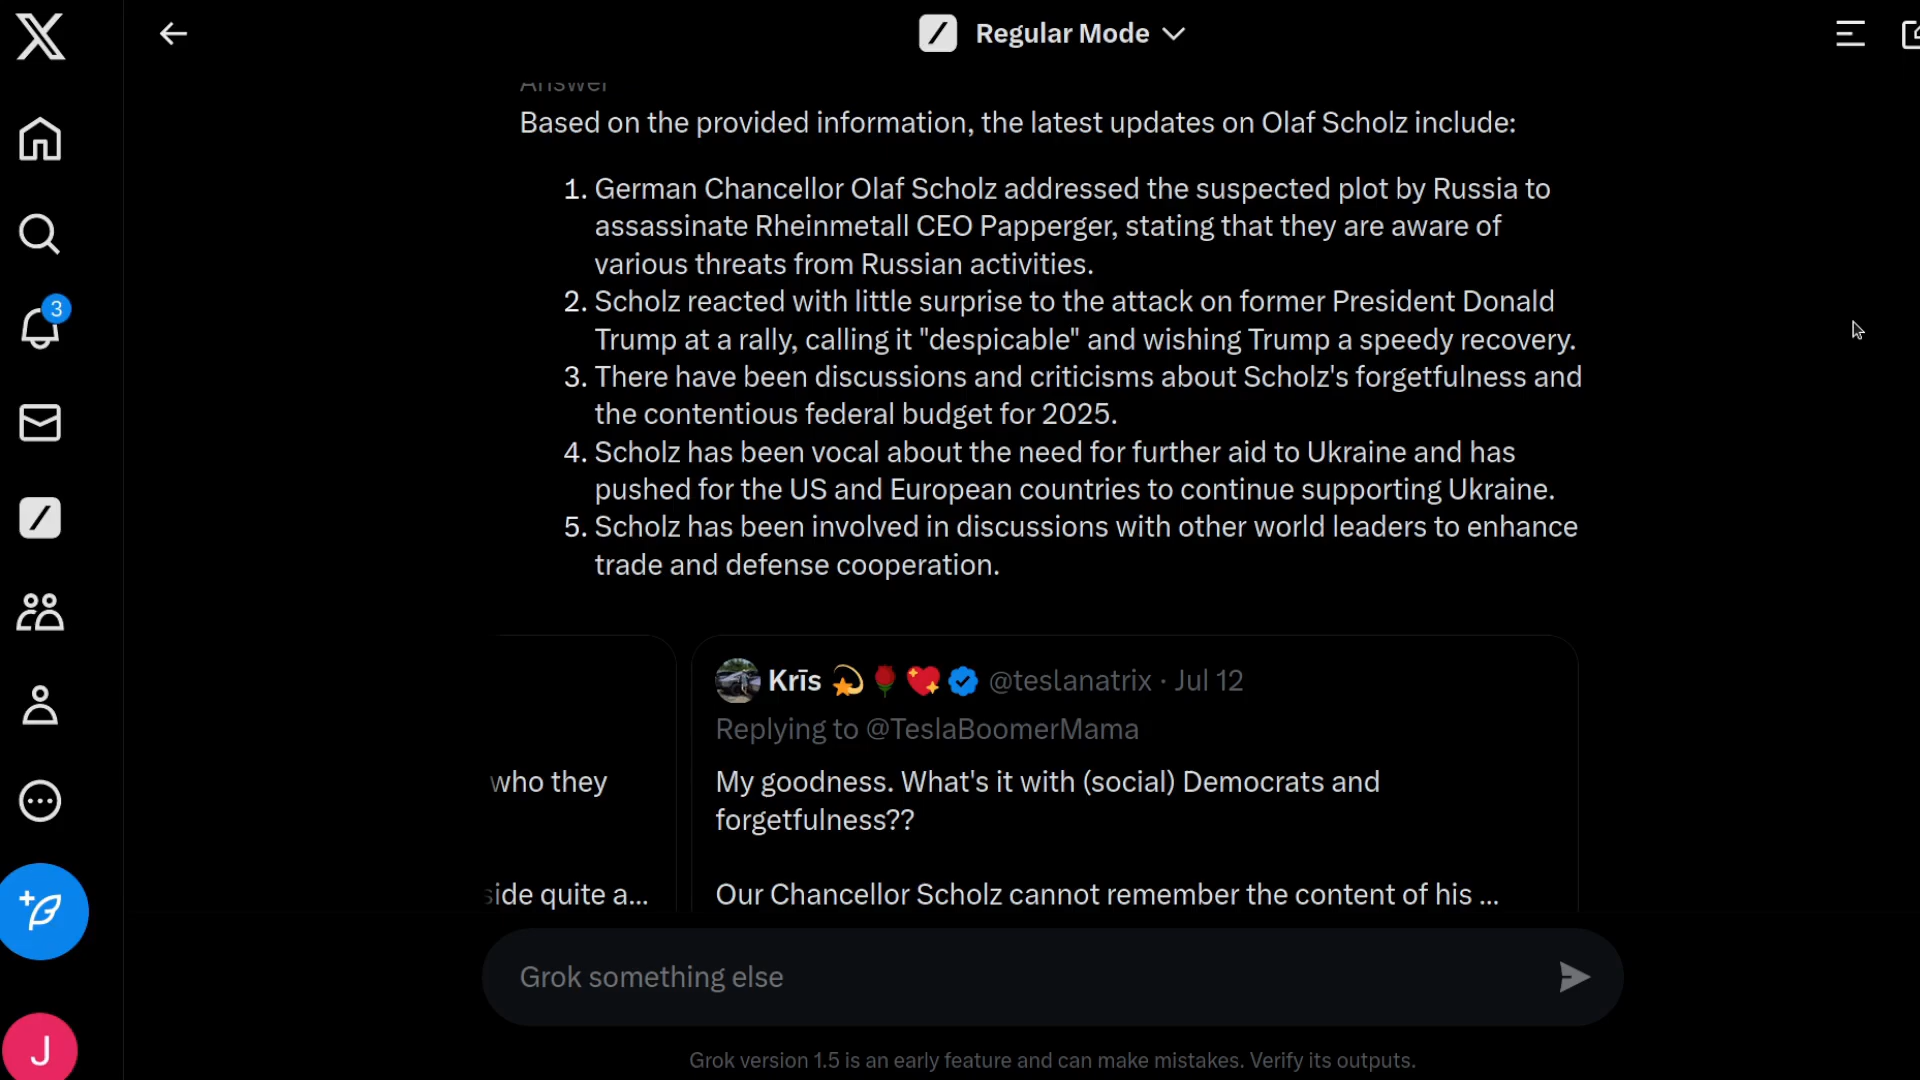 Regular Mode
Answer
Based on the provided information, the latest updates on Olaf Scholz include:
1. German Chancellor Olaf Scholz addressed the suspected plot by Russia to
assassinate Rheinmetall CEO Papperger, stating that they are aware of
various threats from Russian activities.
2. Scholz reacted with little surprise to the attack on former President Donald
Trump at a rally, calling it "despicable" and wishing Trump a speedy recovery.
3. There have been discussions and criticisms about Scholz's forgetfulness and
the contentious federal budget for 2025.
4. Scholz has been vocal about the need for further aid to Ukraine and has
pushed for the US and European countries to continue supporting Ukraine.
5. Scholz has been involved in discussions with other world leaders to enhance
trade and defense cooperation.
3
Krīs 💫🌹💖 @teslanatrix · Jul 12
Replying to @TeslaBoomerMama
who they
My goodness. What's it with (social) Democrats and
forgetfulness??
side quite a...
Our Chancellor Scholz cannot remember the content of his ...
Grok something else
J
Grok version 1.5 is an early feature and can make mistakes. Verify its outputs.